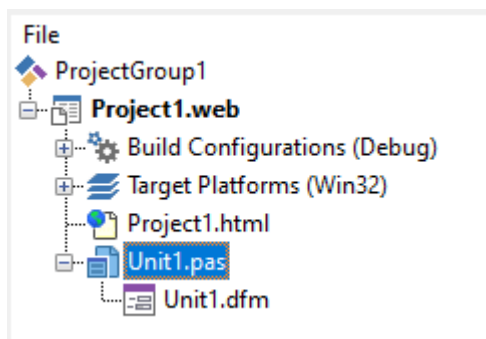 File
ProjectGroup1
Project1.web
Build Configurations (Debug)
Target Platforms (Win32)
Project1.html
Unit1.pas
Unit1.dfm